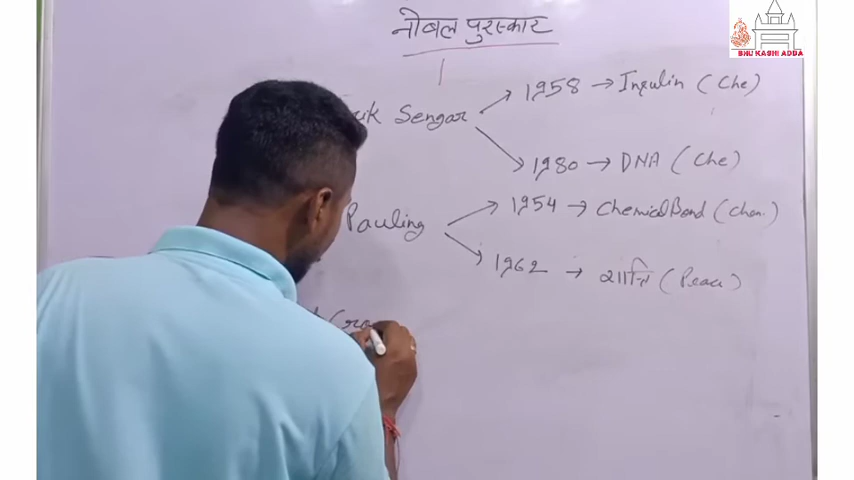 नोबल पुरस्कार
BHU KASHI ADDA
Sengar
1958 → Insulin (Che)
1980 → DNA (Che)
Pauling
1954 → Chemical Bond (Chem.)
1962 → शान्ति (Peace)